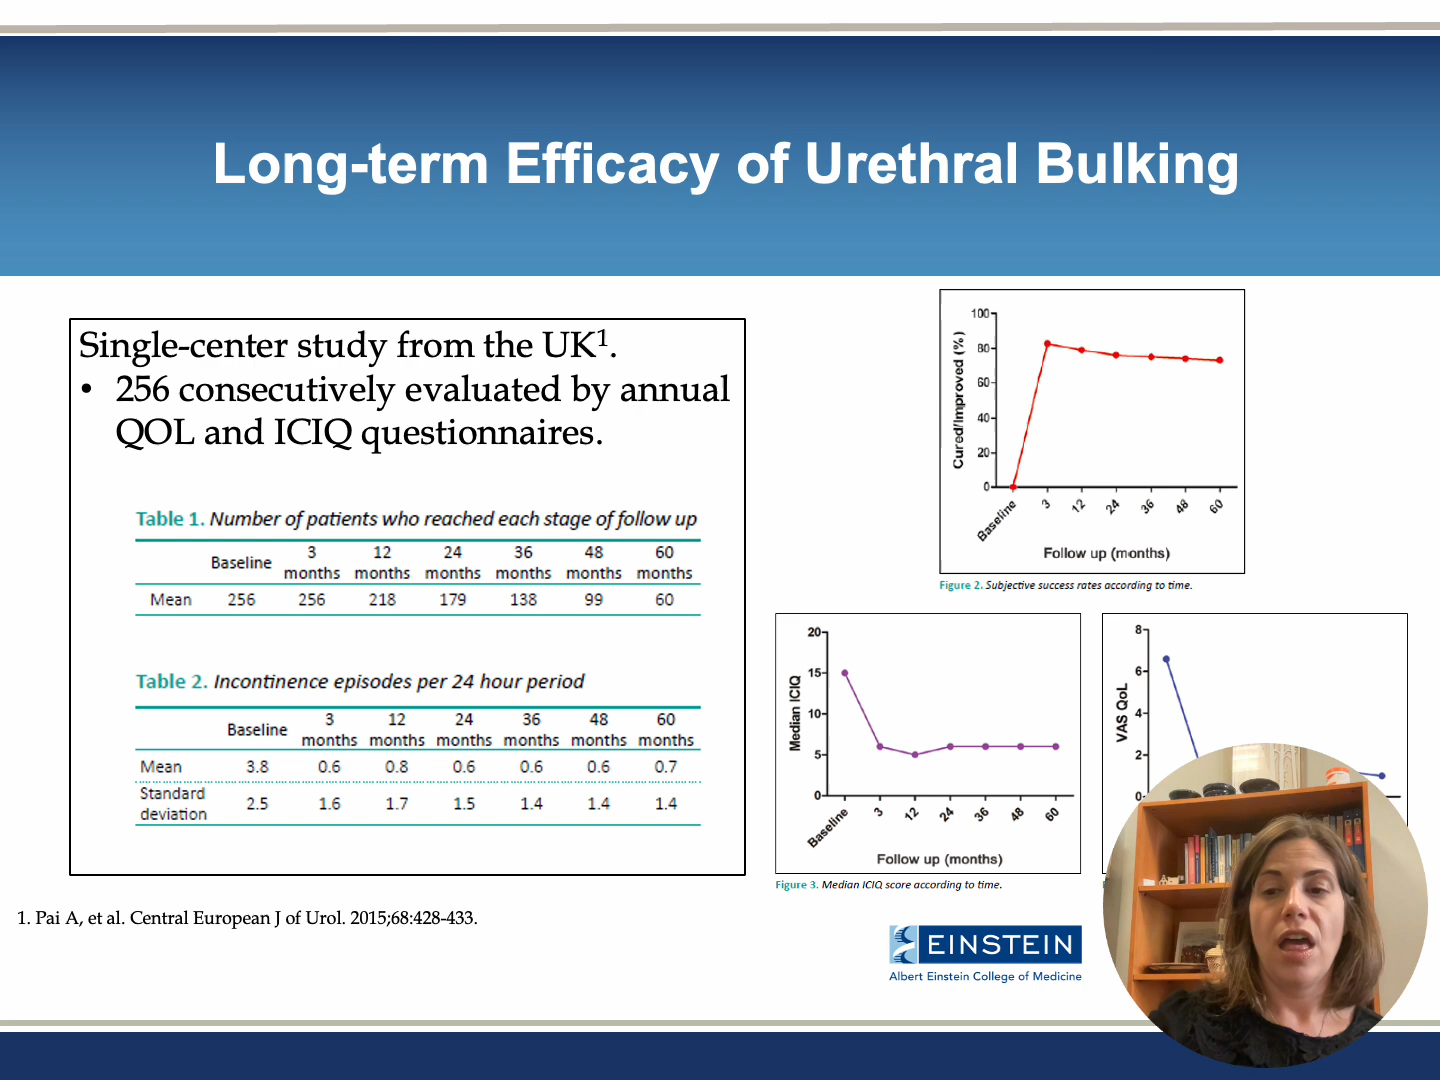 Long-term Efficacy of Urethral Bulking
Single-center study from the UK1.
• 256 consecutively evaluated by annual
QOL and ICIQ questionnaires.
Table 1. Number of patients who reached each stage of follow up
Baseline 3 months 12 months 24 months 36 months 48 months 60 months
Mean 256 256 218 179 138 99 60
Table 2. Incontinence episodes per 24 hour period
Baseline 3 months 12 months 24 months 36 months 48 months 60 months
Mean 3.8 0.6 0.8 0.6 0.6 0.6 0.7
Standard deviation 2.5 1.6 1.7 1.5 1.4 1.4 1.4
1. Pai A, et al. Central European J of Urol. 2015;68:428-433.
Cured/Improved (%)
100
80
60
40
20
0
Baseline 3 12 24 36 48 60
Follow up (months)
Figure 2. Subjective success rates according to time.
Median ICIQ
20
15
10
5
0
Baseline 3 12 24 36 48 60
Follow up (months)
Figure 3. Median ICIQ score according to time.
VAS QoL
8
6
4
2
0
EINSTEIN
Albert Einstein College of Medicine